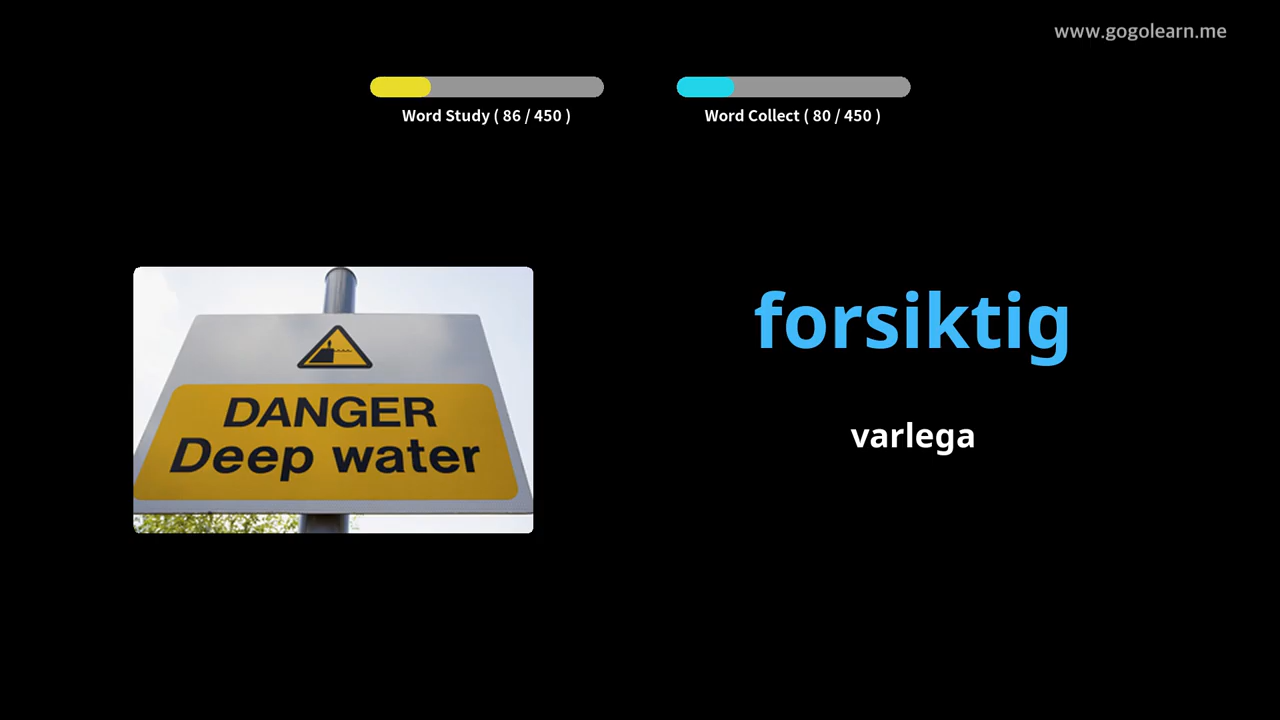 www.gogolearn.me
Word Study ( 86 / 450 )
Word Collect ( 80 / 450 )
DANGER
Deep water
forsiktig
varlega